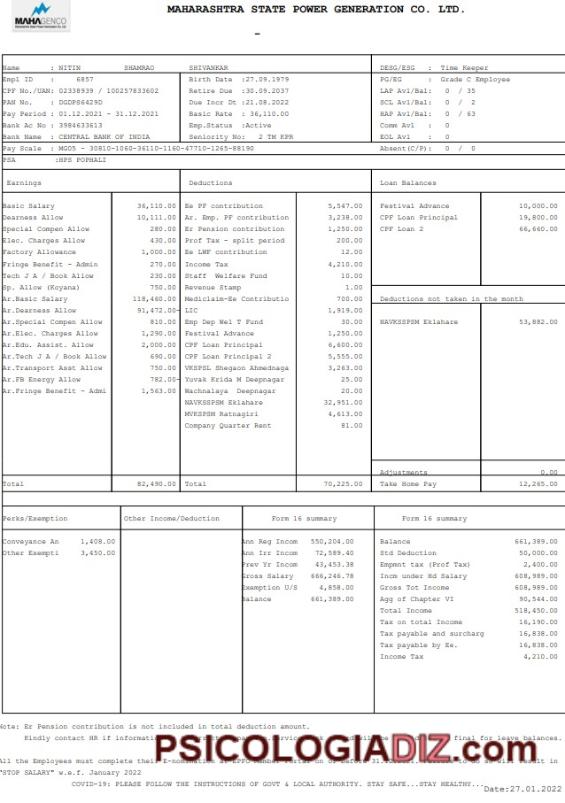 MAHAGENCO
MAHARASHTRA STATE POWER GENERATION CO. LTD.
-
Name : NITIN SHAMRAO SHIVANKAR DESG/ESG : Time Keeper
Empl ID : 6857 Birth Date :27.09.1979 PG/EG : Grade C Employee
CPF No./UAN: 02338939 / 100257833602 Retire Due :30.09.2037 LAP Avl/Bal: 0 / 35
PAN No. : DGDPS6429D Due Incr Dt :21.08.2022 SCL Avl/Bal: 0 / 2
Pay Period : 01.12.2021 - 31.12.2021 Basic Rate : 36,110.00 HAP Avl/Bal: 0 / 63
Bank Ac No : 3984633613 Emp.Status :Active Comm Avl : 0
Bank Name : CENTRAL BANK OF INDIA Seniority No: 2 TM KPR EOL Avl : 0
Pay Scale : MG05 - 30810-1060-36110-1160-47710-1265-88190 Absent(C/P): 0 / 0
PSA :HPS POPHALI
Earnings Deductions Loan Balances
Basic Salary 36,110.00 Ee PF contribution 5,547.00 Festival Advance 10,000.00
Dearness Allow 10,111.00 Ar. Emp. PF contribution 3,238.00 CPF Loan Principal 19,800.00
Special Compen Allow 280.00 Er Pension contribution 1,250.00 CPF Loan 2 66,660.00
Elec. Charges Allow 430.00 Prof Tax - split period 200.00
Factory Allowance 1,000.00 Ee LWF contribution 12.00
Fringe Benefit - Admin 270.00 Income Tax 4,210.00
Tech J A / Book Allow 230.00 Staff Welfare Fund 10.00
Sp. Allow (Koyana) 750.00 Revenue Stamp 1.00
Ar.Basic Salary 118,460.00 Mediclaim-Ee Contributio 700.00 Deductions not taken in the month
Ar.Dearness Allow 91,472.00- LIC 1,919.00
Ar.Special Compen Allow 810.00 Emp Dep Wel T Fund 30.00 NAVKSSPSM Eklahare 53,882.00
Ar.Elec. Charges Allow 1,290.00 Festival Advance 1,250.00
Ar.Edu. Assist. Allow 2,000.00 CPF Loan Principal 6,600.00
Ar.Tech J A / Book Allow 690.00 CPF Loan Principal 2 5,555.00
Ar.Transport Asst Allow 750.00 VKSPSL Shegaon Ahmednaga 3,263.00
Ar.FB Energy Allow 782.00- Yuvak Krida M Deepnagar 25.00
Ar.Fringe Benefit - Admi 1,563.00 Wachnalaya Deepnagar 20.00
NAVKSSPSM Eklahare 32,951.00
MVKSPSM Ratnagiri 4,613.00
Company Quarter Rent 81.00
Adjustments 0.00
Total 82,490.00 Total 70,225.00 Take Home Pay 12,265.00
Perks/Exemption Other Income/Deduction Form 16 summary Form 16 summary
Conveyance An 1,408.00 Ann Reg Incom 550,204.00 Balance 661,389.00
Other Exempti 3,450.00 Ann Irr Incom 72,589.40 Std Deduction 50,000.00
Prev Yr Incom 43,453.38 Empmnt tax (Prof Tax) 2,400.00
Gross Salary 666,246.78 Incm under Hd Salary 608,989.00
Exemption U/S 4,858.00 Gross Tot Income 608,989.00
Balance 661,389.00 Agg of Chapter VI 90,544.00
Total Income 518,450.00
Tax on total Income 16,190.00
Tax payable and surcharg 16,838.00
Tax payable by Ee. 16,838.00
Income Tax 4,210.00
Note: Er Pension contribution is not included in total deduction amount.
Kindly contact HR if final for leave balances.
PSICOLOGIADIZ.com
All the Employees must complete their E-nomination in
"STOP SALARY" w.e.f. January 2022
COVID-19: PLEASE FOLLOW THE INSTRUCTIONS OF GOVT & LOCAL AUTHORITY. STAY SAFE...STAY HEALTHY...
Date:27.01.2022